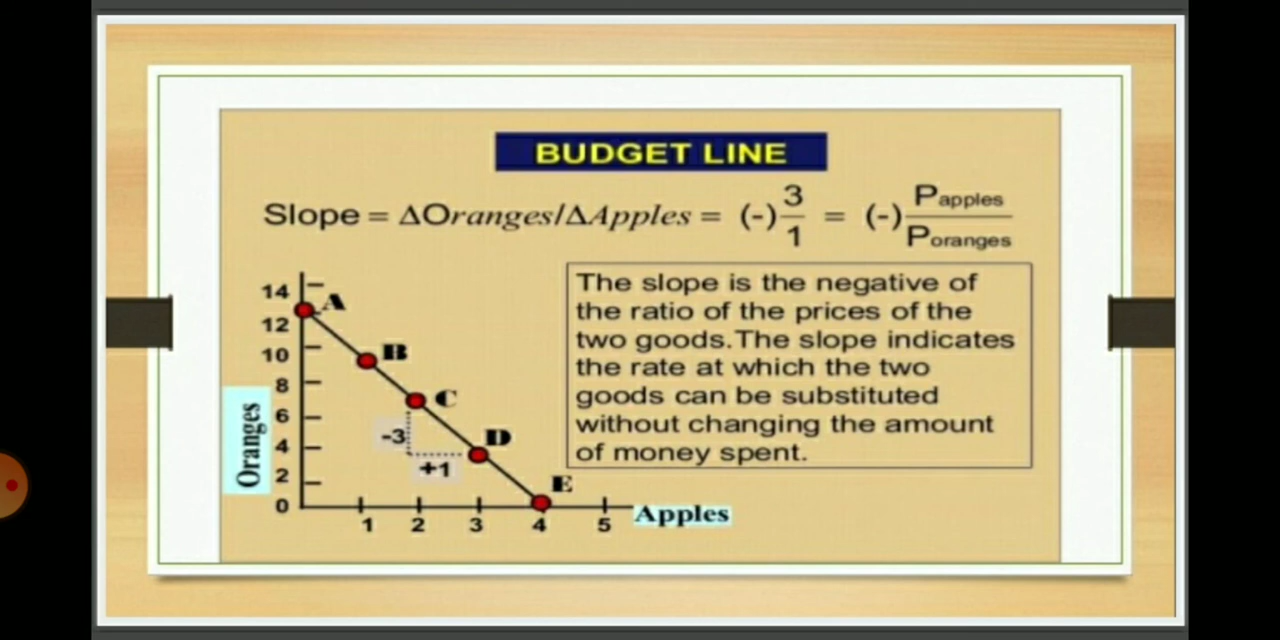 BUDGET LINE
Slope = ΔOranges/ΔApples = (-) 3/1 = (-) Papples/Poranges
The slope is the negative of
the ratio of the prices of the
two goods.The slope indicates
the rate at which the two
goods can be substituted
without changing the amount
of money spent.
Oranges
14
12
10
8
6
4
2
0
A
B
C
D
E
-3
+1
1 2 3 4 5
Apples